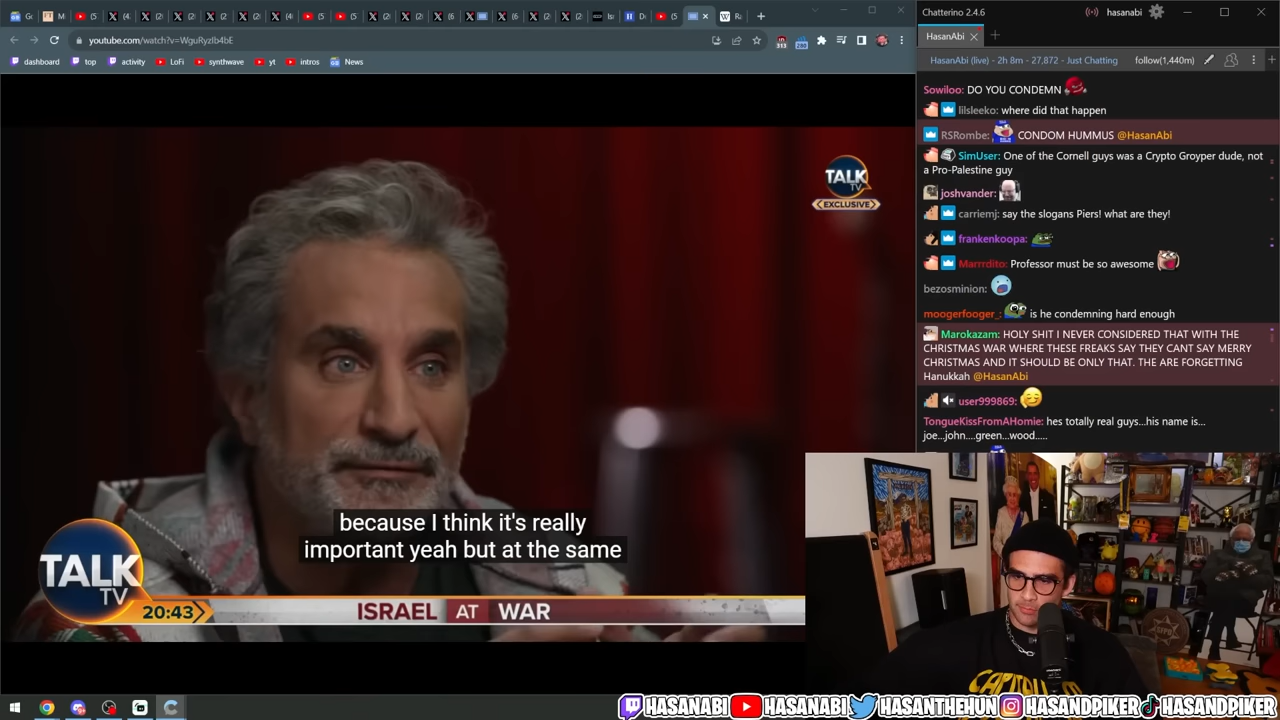 Chatterino 2.4.6
hasanabi
youtube.com/watch?v=WguRyzIb4bE
HasanAbi
dashboard
top
activity
LoFi
synthwave
yt
intros
News
HasanAbi (live) - 2h 8m - 27,872 - Just Chatting
follow(1,440m)
Sowiloo: DO YOU CONDEMN
lilsleeko: where did that happen
RSRombe: CONDOM HUMMUS @HasanAbi
SimUser: One of the Cornell guys was a Crypto Groyper dude, not
a Pro-Palestine guy
joshvander:
carriemj: say the slogans Piers! what are they!
frankenkoopa:
Marrrdito: Professor must be so awesome
bezosminion:
moogerfooger_: is he condemning hard enough
Marokazam: HOLY SHIT I NEVER CONSIDERED THAT WITH THE
CHRISTMAS WAR WHERE THESE FREAKS SAY THEY CANT SAY MERRY
CHRISTMAS AND IT SHOULD BE ONLY THAT. THE ARE FORGETTING
Hanukkah @HasanAbi
user999869:
TongueKissFromAHomie: hes totally real guys...his name is...
joe...john....green...wood.....
TALK
TV
EXCLUSIVE
because I think it's really
important yeah but at the same
TALK
TV
20:43
ISRAEL AT WAR
HASANABI
HASANABI
HASANTHEHUN
HASANDPIKER
HASANDPIKER